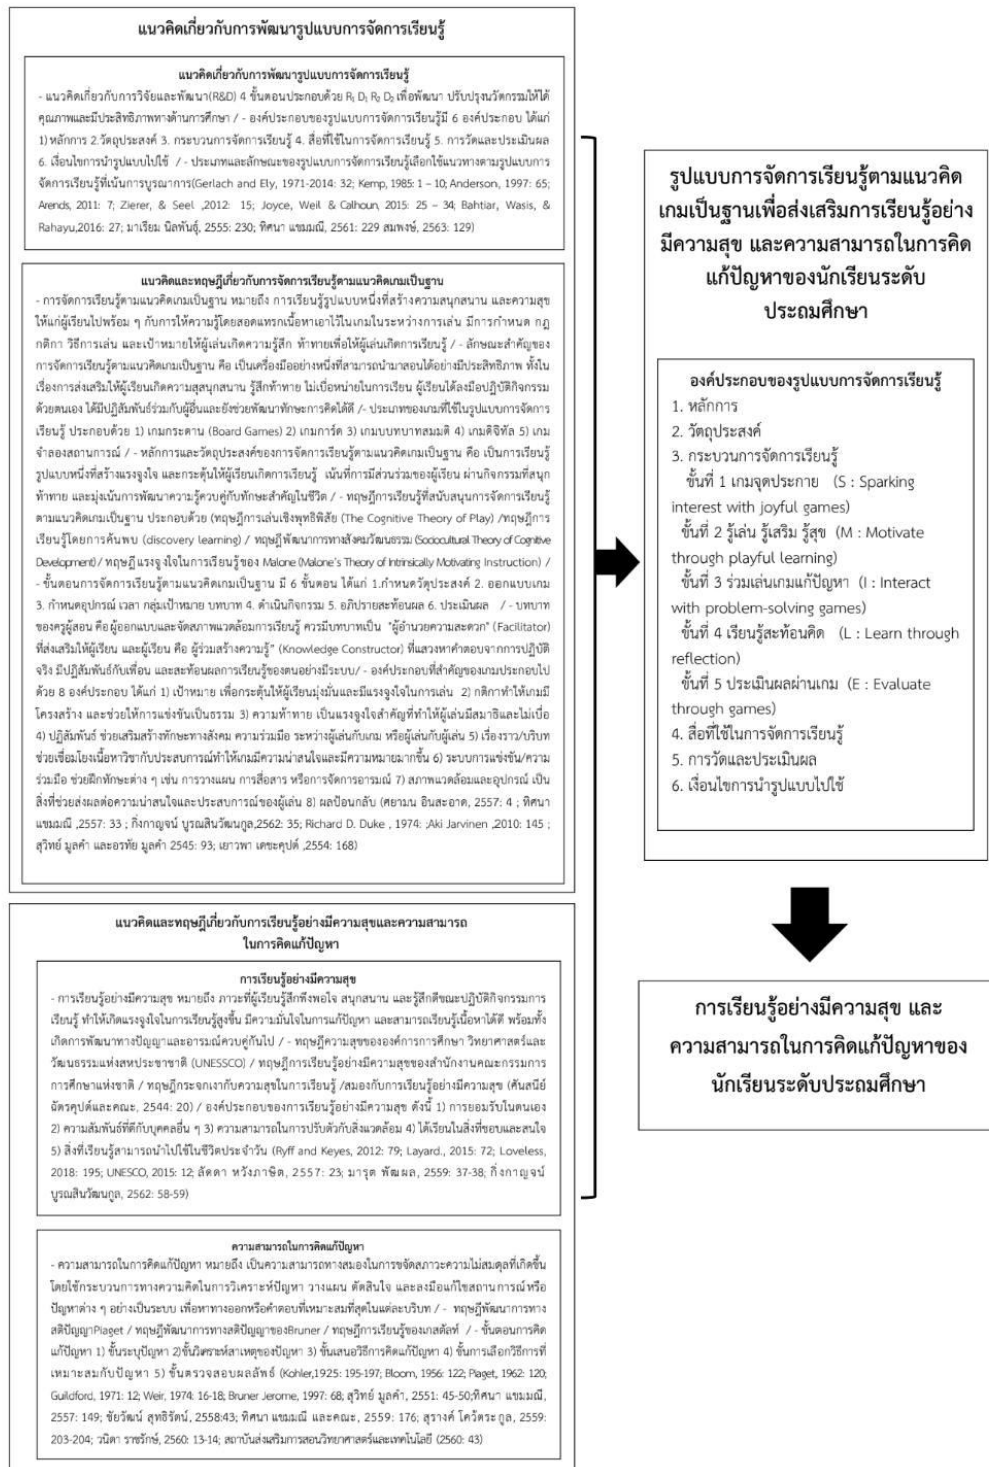 แนวคิดเกี่ยวกับการพัฒนารูปแบบการจัดการเรียนรู้
แนวคิดเกี่ยวกับการพัฒนารูปแบบการจัดการเรียนรู้
- แนวคิดเกี่ยวกับการวิจัยและพัฒนา(R&D) 4 ขั้นตอนประกอบด้วย R₁ D₁ R₂ D₂ เพื่อพัฒนา ปรับปรุงนวัตกรรมให้ได้
คุณภาพและมีประสิทธิภาพทางด้านการศึกษา / - องค์ประกอบของรูปแบบการจัดการเรียนรู้มี 6 องค์ประกอบ ได้แก่
1) หลักการ 2.วัตถุประสงค์ 3. กระบวนการจัดการเรียนรู้ 4. สื่อที่ใช้ในการจัดการเรียนรู้ 5. การวัดและประเมินผล
6. เงื่อนไขการนำรูปแบบไปใช้ / - ประเภทและลักษณะของรูปแบบการจัดการเรียนรู้เลือกใช้แนวทางตามรูปแบบการ
จัดการเรียนรู้ที่เน้นการบูรณาการ(Gerlach and Ely, 1971-2014: 32; Kemp, 1985: 1 – 10; Anderson, 1997: 65;
Arends, 2011: 7; Zierer, & Seel ,2012: 15; Joyce, Weil & Calhoun, 2015: 25 – 34; Bahtiar, Wasis, &
Rahayu,2016: 27; มาเรียม นิลพันธุ์, 2555: 230; ทิศนา แขมมณี, 2561: 229 สมพงษ์, 2563: 129)
แนวคิดและทฤษฎีเกี่ยวกับการจัดการเรียนรู้ตามแนวคิดเกมเป็นฐาน
- การจัดการเรียนรู้ตามแนวคิดเกมเป็นฐาน หมายถึง การเรียนรู้รูปแบบหนึ่งที่สร้างความสนุกสนาน และความสุข
ให้แก่ผู้เรียนไปพร้อม ๆ กับการให้ความรู้โดยสอดแทรกเนื้อหาเอาไว้ในเกมในระหว่างการเล่น มีการกำหนด กฎ
กติกา วิธีการเล่น และเป้าหมายให้ผู้เล่นเกิดความรู้สึก ท้าทายเพื่อให้ผู้เล่นเกิดการเรียนรู้ / - ลักษณะสำคัญของ
การจัดการเรียนรู้ตามแนวคิดเกมเป็นฐาน คือ เป็นเครื่องมืออย่างหนึ่งที่สามารถนำมาสอนได้อย่างมีประสิทธิภาพ ทั้งใน
เรื่องการส่งเสริมให้ผู้เรียนเกิดความสุสนุกสนาน รู้สึกท้าทาย ไม่เบื่อหน่ายในการเรียน ผู้เรียนได้ลงมือปฏิบัติกิจกรรม
ด้วยตนเอง ได้มีปฏิสัมพันธ์ร่วมกับผู้อื่นและยังช่วยพัฒนาทักษะการคิดได้ดี / - ประเภทของเกมที่ใช้ในรูปแบบการจัดการ
เรียนรู้ ประกอบด้วย 1) เกมกระดาน (Board Games) 2) เกมการ์ด 3) เกมบทบาทสมมติ 4) เกมดิจิทัล 5) เกม
จำลองสถานการณ์ / - หลักการและวัตถุประสงค์ของการจัดการเรียนรู้ตามแนวคิดเกมเป็นฐาน คือ เป็นการเรียนรู้
รูปแบบหนึ่งที่สร้างแรงจูงใจ และกระตุ้นให้ผู้เรียนเกิดการเรียนรู้ เน้นที่การมีส่วนร่วมของผู้เรียน ผ่านกิจกรรมที่สนุก
ท้าทาย และมุ่งเน้นการพัฒนาความรู้ควบคู่กับทักษะสำคัญในชีวิต / - ทฤษฎีการเรียนรู้ที่สนับสนุนการจัดการเรียนรู้
ตามแนวคิดเกมเป็นฐาน ประกอบด้วย (ทฤษฎีการเล่นเชิงพุทธิพิสัย (The Cognitive Theory of Play) /ทฤษฎีการ
เรียนรู้โดยการค้นพบ (discovery learning) / ทฤษฎีพัฒนาการทางสังคมวัฒนธรรม (Sociocultural Theory of Cognitive
Development) / ทฤษฎีแรงจูงใจในการเรียนรู้ของ Malone (Malone's Theory of Intrinsically Motivating Instruction) /
- ขั้นตอนการจัดการเรียนรู้ตามแนวคิดเกมเป็นฐาน มี 6 ขั้นตอน ได้แก่ 1.กำหนดวัตถุประสงค์ 2. ออกแบบเกม
3. กำหนดอุปกรณ์ เวลา กลุ่มเป้าหมาย บทบาท 4. ดำเนินกิจกรรม 5. อภิปรายสะท้อนผล 6. ประเมินผล / - บทบาท
ของครูผู้สอน คือผู้ออกแบบและจัดสภาพแวดล้อมการเรียนรู้ ควรมีบทบาทเป็น "ผู้อำนวยความสะดวก" (Facilitator)
ที่ส่งเสริมให้ผู้เรียน และผู้เรียน คือ ผู้ร่วมสร้างความรู้" (Knowledge Constructor) ที่แสวงหาคำตอบจากการปฏิบัติ
จริง มีปฏิสัมพันธ์กับเพื่อน และสะท้อนผลการเรียนรู้ของตนอย่างมีระบบ/ - องค์ประกอบที่สำคัญของเกมประกอบไป
ด้วย 8 องค์ประกอบ ได้แก่ 1) เป้าหมาย เพื่อกระตุ้นให้ผู้เรียนมุ่งมั่นและมีแรงจูงใจในการเล่น 2) กติกาทำให้เกมมี
โครงสร้าง และช่วยให้การแข่งขันเป็นธรรม 3) ความท้าทาย เป็นแรงจูงใจสำคัญที่ทำให้ผู้เล่นมีสมาธิและไม่เบื่อ
4) ปฏิสัมพันธ์ ช่วยเสริมสร้างทักษะทางสังคม ความร่วมมือ ระหว่างผู้เล่นกับเกม หรือผู้เล่นกับผู้เล่น 5) เรื่องราว/บริบท
ช่วยเชื่อมโยงเนื้อหาวิชากับประสบการณ์ทำให้เกมมีความน่าสนใจและมีความหมายมากขึ้น 6) ระบบการแข่งขัน/ความ
ร่วมมือ ช่วยฝึกทักษะต่าง ๆ เช่น การวางแผน การสื่อสาร หรือการจัดการอารมณ์ 7) สภาพแวดล้อมและอุปกรณ์ เป็น
สิ่งที่ช่วยส่งผลต่อความน่าสนใจและประสบการณ์ของผู้เล่น 8) ผลป้อนกลับ (ศยามน อินสะอาด, 2557: 4 ; ทิศนา
แขมมณี ,2557: 33 ; กิ่งกาญจน์ บูรณสินวัฒนกูล,2562: 35; Richard D. Duke , 1974: ;Aki Jarvinen ,2010: 145 ;
สุวิทย์ มูลคำ และอรทัย มูลคำ 2545: 93; เยาวพา เดชะคุปต์ ,2554: 168)
แนวคิดและทฤษฎีเกี่ยวกับการเรียนรู้อย่างมีความสุขและความสามารถ
ในการคิดแก้ปัญหา
การเรียนรู้อย่างมีความสุข
- การเรียนรู้อย่างมีความสุข หมายถึง ภาวะที่ผู้เรียนรู้สึกพึงพอใจ สนุกสนาน และรู้สึกดีขณะปฏิบัติกิจกรรมการ
เรียนรู้ ทำให้เกิดแรงจูงใจในการเรียนรู้สูงขึ้น มีความมั่นใจในการแก้ปัญหา และสามารถเรียนรู้เนื้อหาได้ดี พร้อมทั้ง
เกิดการพัฒนาทางปัญญาและอารมณ์ควบคู่กันไป / - ทฤษฎีความสุขขององค์การการศึกษา วิทยาศาสตร์และ
วัฒนธรรมแห่งสหประชาชาติ (UNESSCO) / ทฤษฎีการเรียนรู้อย่างมีความสุขของสำนักงานคณะกรรมการ
การศึกษาแห่งชาติ / ทฤษฎีกระจกเงากับความสุขในการเรียนรู้ /สมองกับการเรียนรู้อย่างมีความสุข (ศันสนีย์
ฉัตรคุปต์และคณะ, 2544: 20) / องค์ประกอบของการเรียนรู้อย่างมีความสุข ดังนี้ 1) การยอมรับในตนเอง
2) ความสัมพันธ์ที่ดีกับบุคคลอื่น ๆ 3) ความสามารถในการปรับตัวกับสิ่งแวดล้อม 4) ได้เรียนในสิ่งที่ชอบและสนใจ
5) สิ่งที่เรียนรู้สามารถนำไปใช้ในชีวิตประจำวัน (Ryff and Keyes, 2012: 79; Layard., 2015: 72; Loveless,
2018: 195; UNESCO, 2015: 12; ลัดดา หวังภาษิต, 2557: 23; มารุต พัฒผล, 2559: 37-38; กิ่งกาญจน์
บูรณสินวัฒนกูล, 2562: 58-59)
ความสามารถในการคิดแก้ปัญหา
- ความสามารถในการคิดแก้ปัญหา หมายถึง เป็นความสามารถทางสมองในการขจัดสภาวะความไม่สมดุลที่เกิดขึ้น
โดยใช้กระบวนการทางความคิดในการวิเคราะห์ปัญหา วางแผน ตัดสินใจ และลงมือแก้ไขสถานการณ์หรือ
ปัญหาต่าง ๆ อย่างเป็นระบบ เพื่อหาทางออกหรือคำตอบที่เหมาะสมที่สุดในแต่ละบริบท / - ทฤษฎีพัฒนาการทาง
สติปัญญาPiaget / ทฤษฎีพัฒนาการทางสติปัญญาของBruner / ทฤษฎีการเรียนรู้ของเกสตัลท์ / - ขั้นตอนการคิด
แก้ปัญหา 1) ขั้นระบุปัญหา 2)ขั้นวิเคราะห์สาเหตุของปัญหา 3) ขั้นเสนอวิธีการคิดแก้ปัญหา 4) ขั้นการเลือกวิธีการที่
เหมาะสมกับปัญหา 5) ขั้นตรวจสอบผลลัพธ์ (Kohler,1925: 195-197; Bloom, 1956: 122; Piaget, 1962: 120;
Guildford, 1971: 12; Weir, 1974: 16-18; Bruner Jerome, 1997: 68; สุวิทย์ มูลคำ, 2551: 45-50;ทิศนา แขมมณี,
2557: 149; ชัยวัฒน์ สุทธิรัตน์, 2558:43; ทิศนา แขมมณี และคณะ, 2559: 176; สุรางค์ โค้วตระกูล, 2559:
203-204; วนิดา ราชรักษ์, 2560: 13-14; สถาบันส่งเสริมการสอนวิทยาศาสตร์และเทคโนโลยี (2560: 43)
รูปแบบการจัดการเรียนรู้ตามแนวคิด
เกมเป็นฐานเพื่อส่งเสริมการเรียนรู้อย่าง
มีความสุข และความสามารถในการคิด
แก้ปัญหาของนักเรียนระดับ
ประถมศึกษา
องค์ประกอบของรูปแบบการจัดการเรียนรู้
1. หลักการ
2. วัตถุประสงค์
3. กระบวนการจัดการเรียนรู้
ขั้นที่ 1 เกมจุดประกาย (S : Sparking
interest with joyful games)
ขั้นที่ 2 รู้เล่น รู้เสริม รู้สุข (M : Motivate
through playful learning)
ขั้นที่ 3 ร่วมเล่นเกมแก้ปัญหา (I : Interact
with problem-solving games)
ขั้นที่ 4 เรียนรู้สะท้อนคิด (L : Learn through
reflection)
ขั้นที่ 5 ประเมินผลผ่านเกม (E : Evaluate
through games)
4. สื่อที่ใช้ในการจัดการเรียนรู้
5. การวัดและประเมินผล
6. เงื่อนไขการนำรูปแบบไปใช้
การเรียนรู้อย่างมีความสุข และ
ความสามารถในการคิดแก้ปัญหาของ
นักเรียนระดับประถมศึกษา